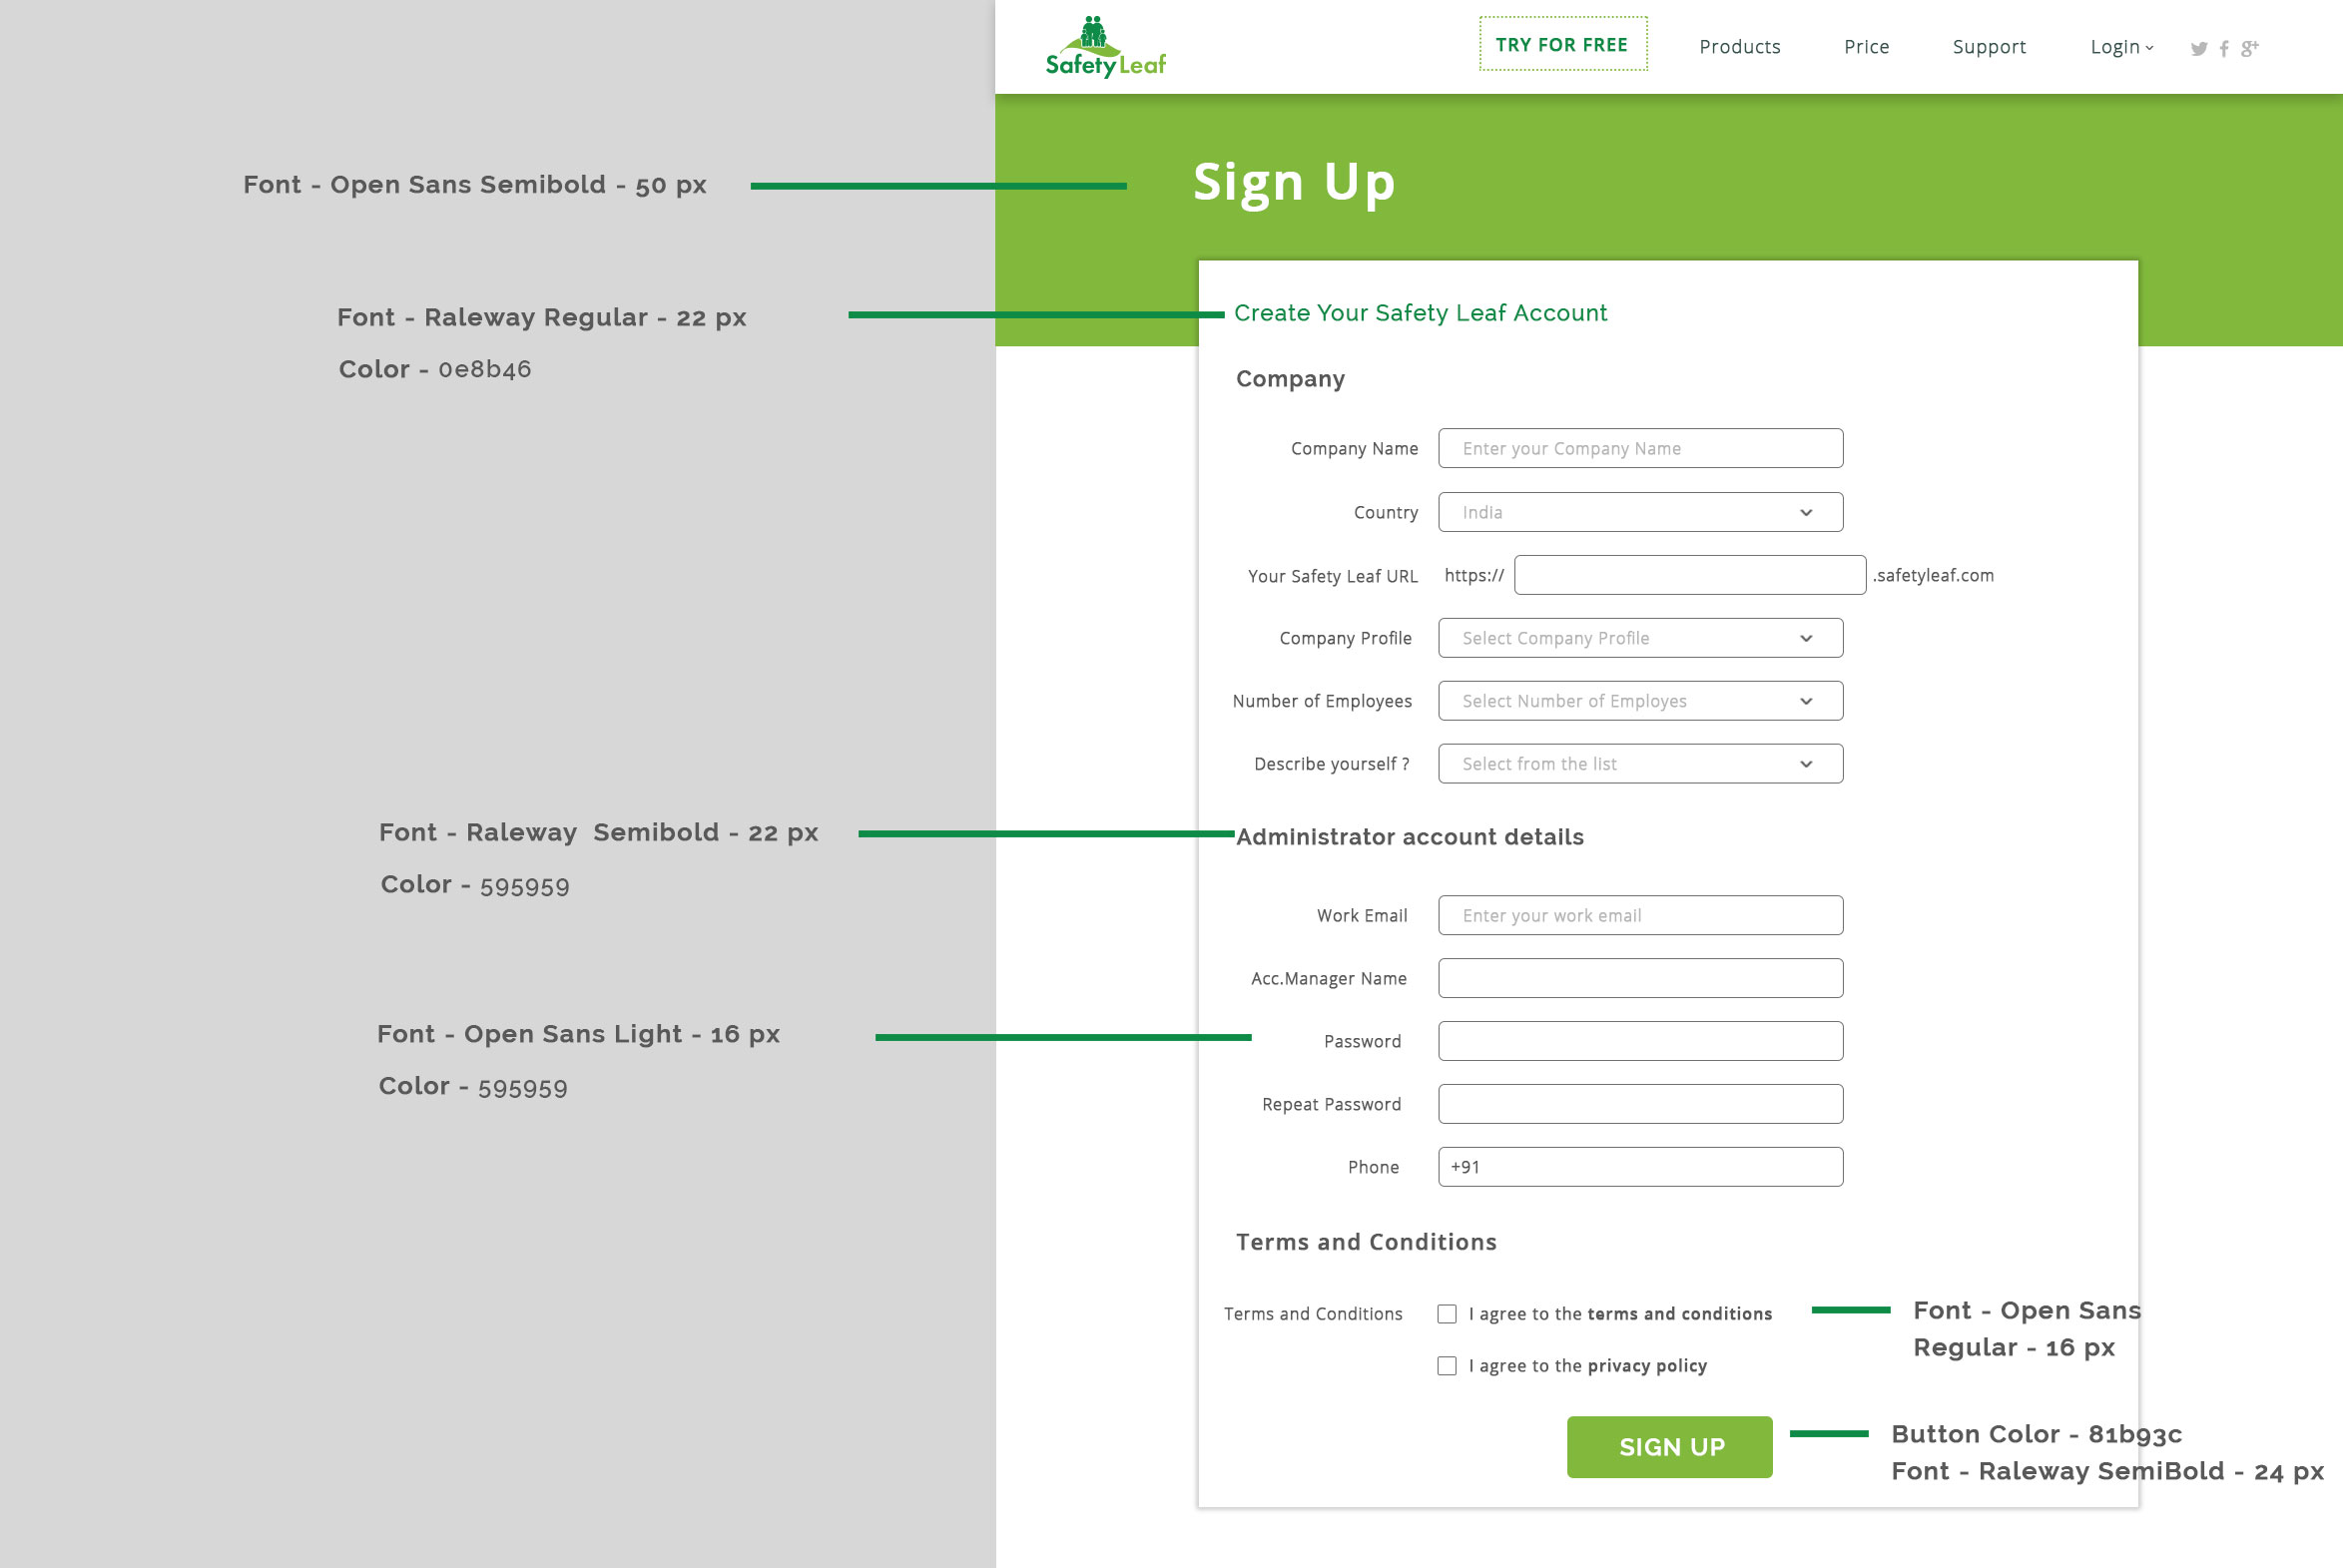 SafetyLeaf
TRY FOR FREE
Products
Price
Support
Login
Font - Open Sans Semibold - 50 px
Sign Up
Font - Raleway Regular - 22 px
Color - 0e8b46
Create Your Safety Leaf Account
Company
Company Name
Enter your Company Name
Country
India
Your Safety Leaf URL
https://
.safetyleaf.com
Company Profile
Select Company Profile
Number of Employees
Select Number of Employes
Describe yourself ?
Select from the list
Font - Raleway Semibold - 22 px
Color - 595959
Administrator account details
Work Email
Enter your work email
Acc.Manager Name
Font - Open Sans Light - 16 px
Color - 595959
Password
Repeat Password
Phone
+91
Terms and Conditions
Terms and Conditions
I agree to the terms and conditions
I agree to the privacy policy
Font - Open Sans
Regular - 16 px
SIGN UP
Button Color - 81b93c
Font - Raleway SemiBold - 24 px